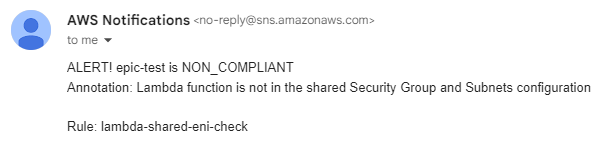 AWS Notifications <no-reply@sns.amazonaws.com>
to me
ALERT! epic-test is NON_COMPLIANT
Annotation: Lambda function is not in the shared Security Group and Subnets configuration
Rule: lambda-shared-eni-check